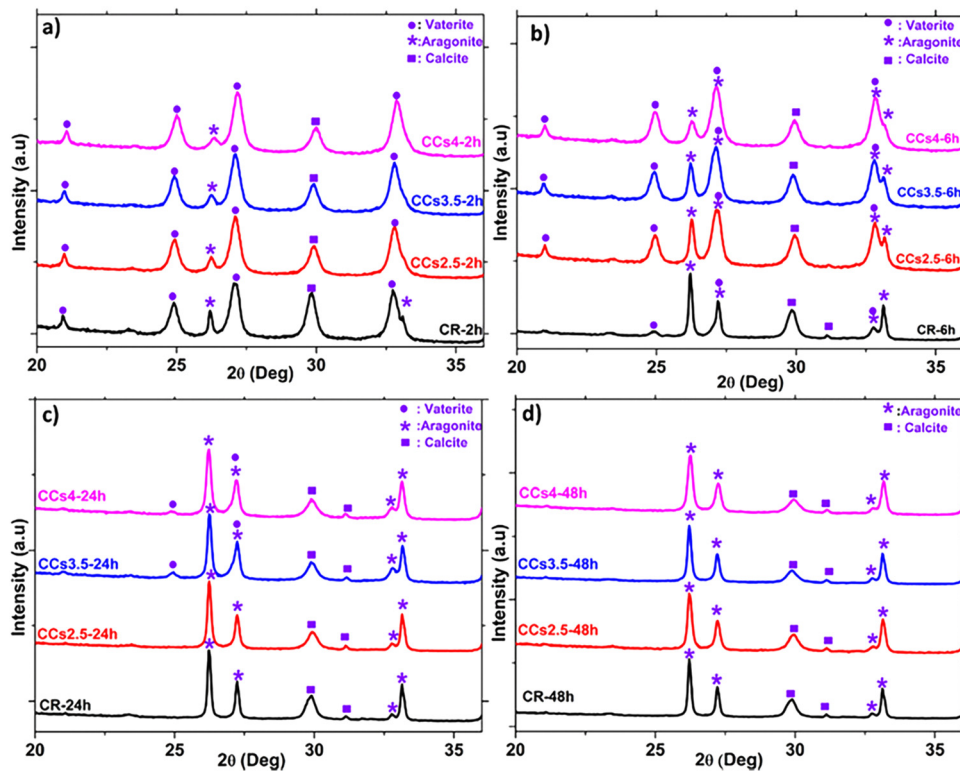 a)
● : Vaterite
* :Aragonite
■ : Calcite
CCs4-2h
CCs3.5-2h
CCs2.5-2h
CR-2h
Intensity (a.u)
20 25 30 35
2θ (Deg)
b)
● : Vaterite
* :Aragonite
■ : Calcite
CCs4-6h
CCs3.5-6h
CCs2.5-6h
CR-6h
Intensity (a.u)
20 25 30 35
2θ (Deg)
c)
● : Vaterite
* :Aragonito
■ : Calcite
CCs4-24h
CCs3.5-24h
CCs2.5-24h
CR-24h
Intensity (a.u)
20 25 30 35
2θ (Deg)
d)
* :Aragonite
■ : Calcite
CCs4-48h
CCs3.5-48h
CCs2.5-48h
CR-48h
Intensity (a.u)
20 25 30 35
2θ (Deg)